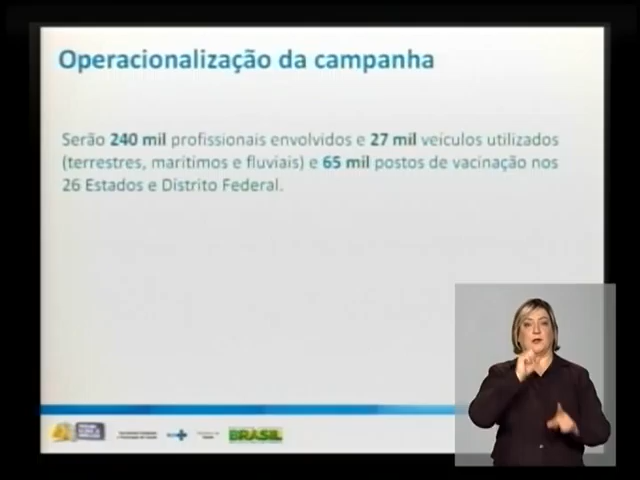 Operacionalização da campanha
Serão 240 mil profissionais envolvidos e 27 mil veículos utilizados
(terrestres, marítimos e fluviais) e 65 mil postos de vacinação nos
26 Estados e Distrito Federal.
BRASIL